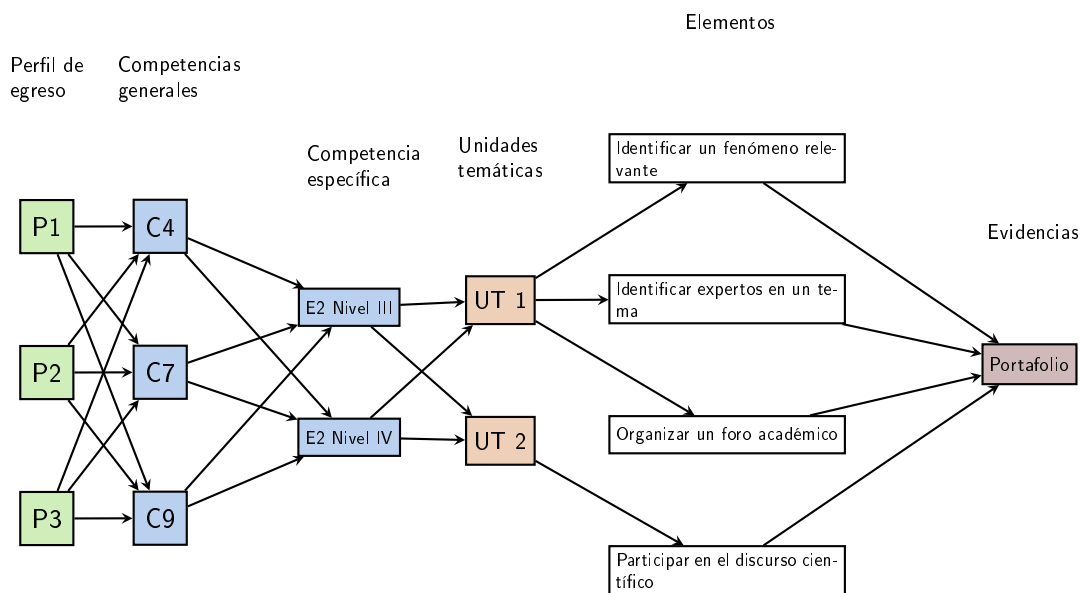 Elementos
Perfil de
egreso
Competencias
generales
Competencia
específica
Unidades
temáticas
Evidencias
P1
P2
P3
C4
C7
C9
E2 Nivel III
E2 Nivel IV
UT 1
UT 2
Identificar un fenómeno rele-
vante
Identificar expertos en un te-
ma
Organizar un foro académico
Participar en el discurso cien-
tífico
Portafolio